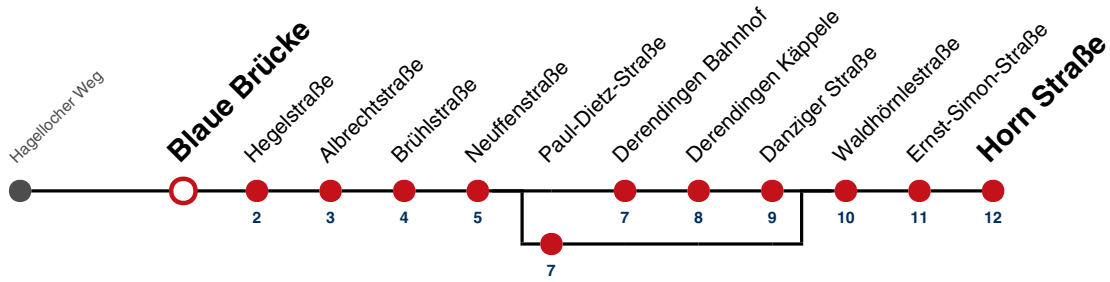 Hagellocher Weg
Blaue Brücke
Hegelstraße
Albrechtstraße
Brühlstraße
Neuffenstraße
Paul-Dietz-Straße
Derendingen Bahnhof
Derendingen Käppele
Danziger Straße
Waldhörnlestraße
Ernst-Simon-Straße
Horn Straße
2 3 4 5 7 8 9 10 11 12
7